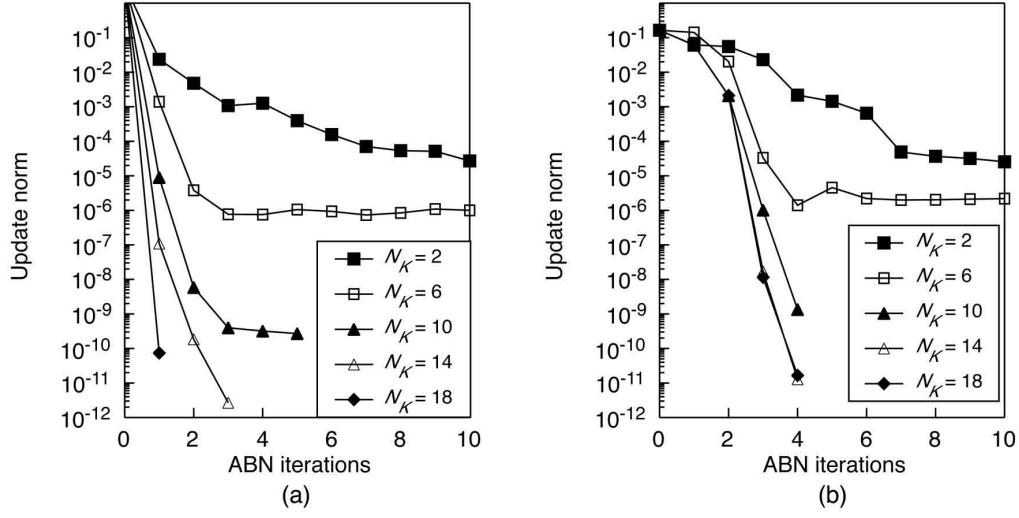 Update norm
10-1
10-2
10-3
10-4
10-5
10-6
10-7
10-8
10-9
10-10
10-11
10-12
NK = 2
NK = 6
NK = 10
NK = 14
NK = 18
0 2 4 6 8 10
ABN iterations
(a)
Update norm
10-1
10-2
10-3
10-4
10-5
10-6
10-7
10-8
10-9
10-10
10-11
10-12
NK = 2
NK = 6
NK = 10
NK = 14
NK = 18
0 2 4 6 8 10
ABN iterations
(b)